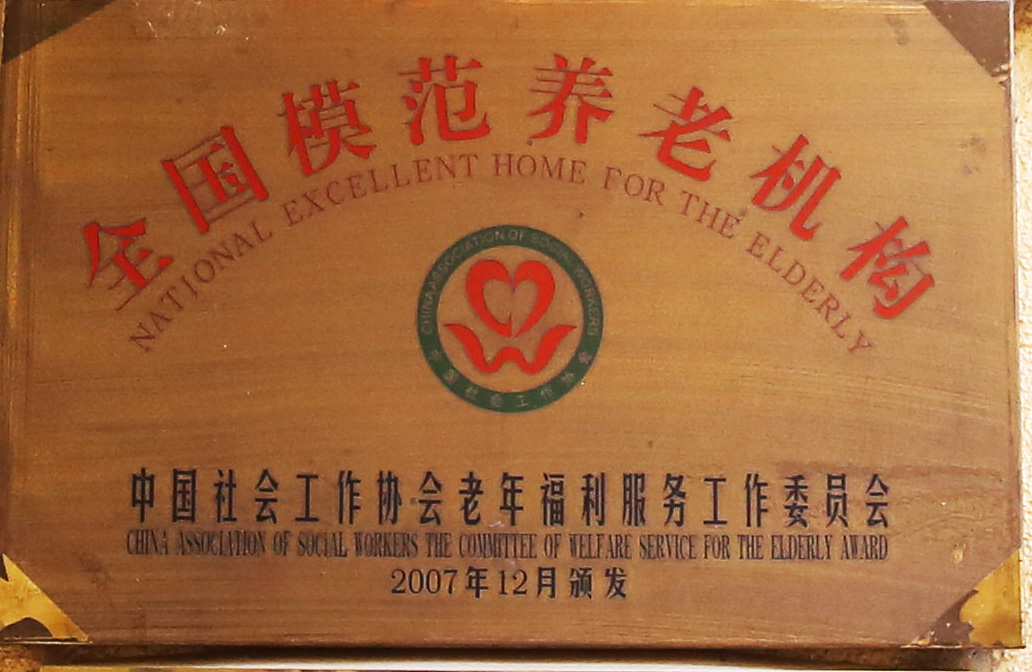 全国模范养老机构
NATIONAL EXCELLENT HOME FOR THE ELDERLY
CHINA ASSOCIATION OF SOCIAL WORKERS
中国社会工作协会
中国社会工作协会老年福利服务工作委员会
CHINA ASSOCIATION OF SOCIAL WORKERS THE COMMITTEE OF WELFARE SERVICE FOR THE ELDERLY AWARD
2007年12月颁发